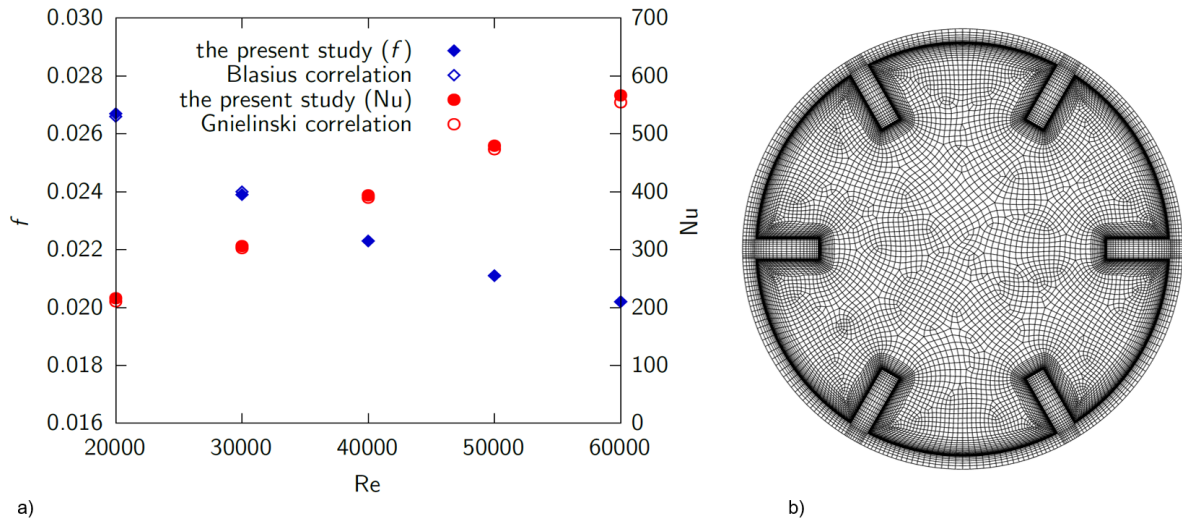 0.030
0.028
0.026
0.024
0.022
0.020
0.018
0.016
f
700
600
500
400
300
200
100
0
Nu
the present study (f)
Blasius correlation
the present study (Nu)
Gnielinski correlation
20000 30000 40000 50000 60000
Re
a)
b)